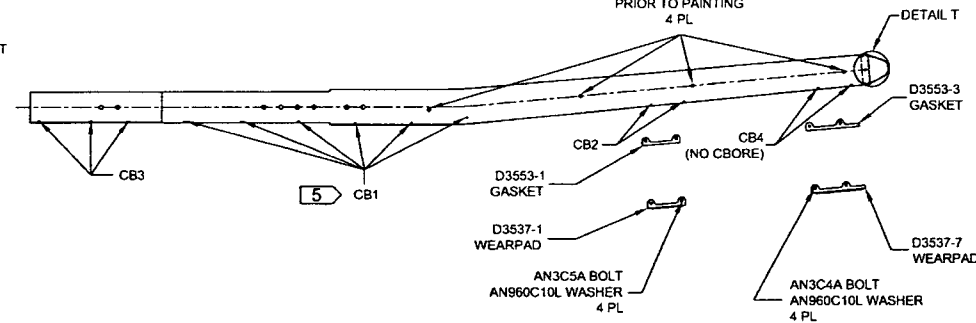 PRIOR TO PAINTING
4 PL
DETAIL T
T
D3553-3
GASKET
CB2
CB4
(NO CBORE)
CB3
5
CB1
D3553-1
GASKET
D3537-1
WEARPAD
D3537-7
WEARPAD
AN3C5A BOLT
AN960C10L WASHER
4 PL
AN3C4A BOLT
AN960C10L WASHER
4 PL